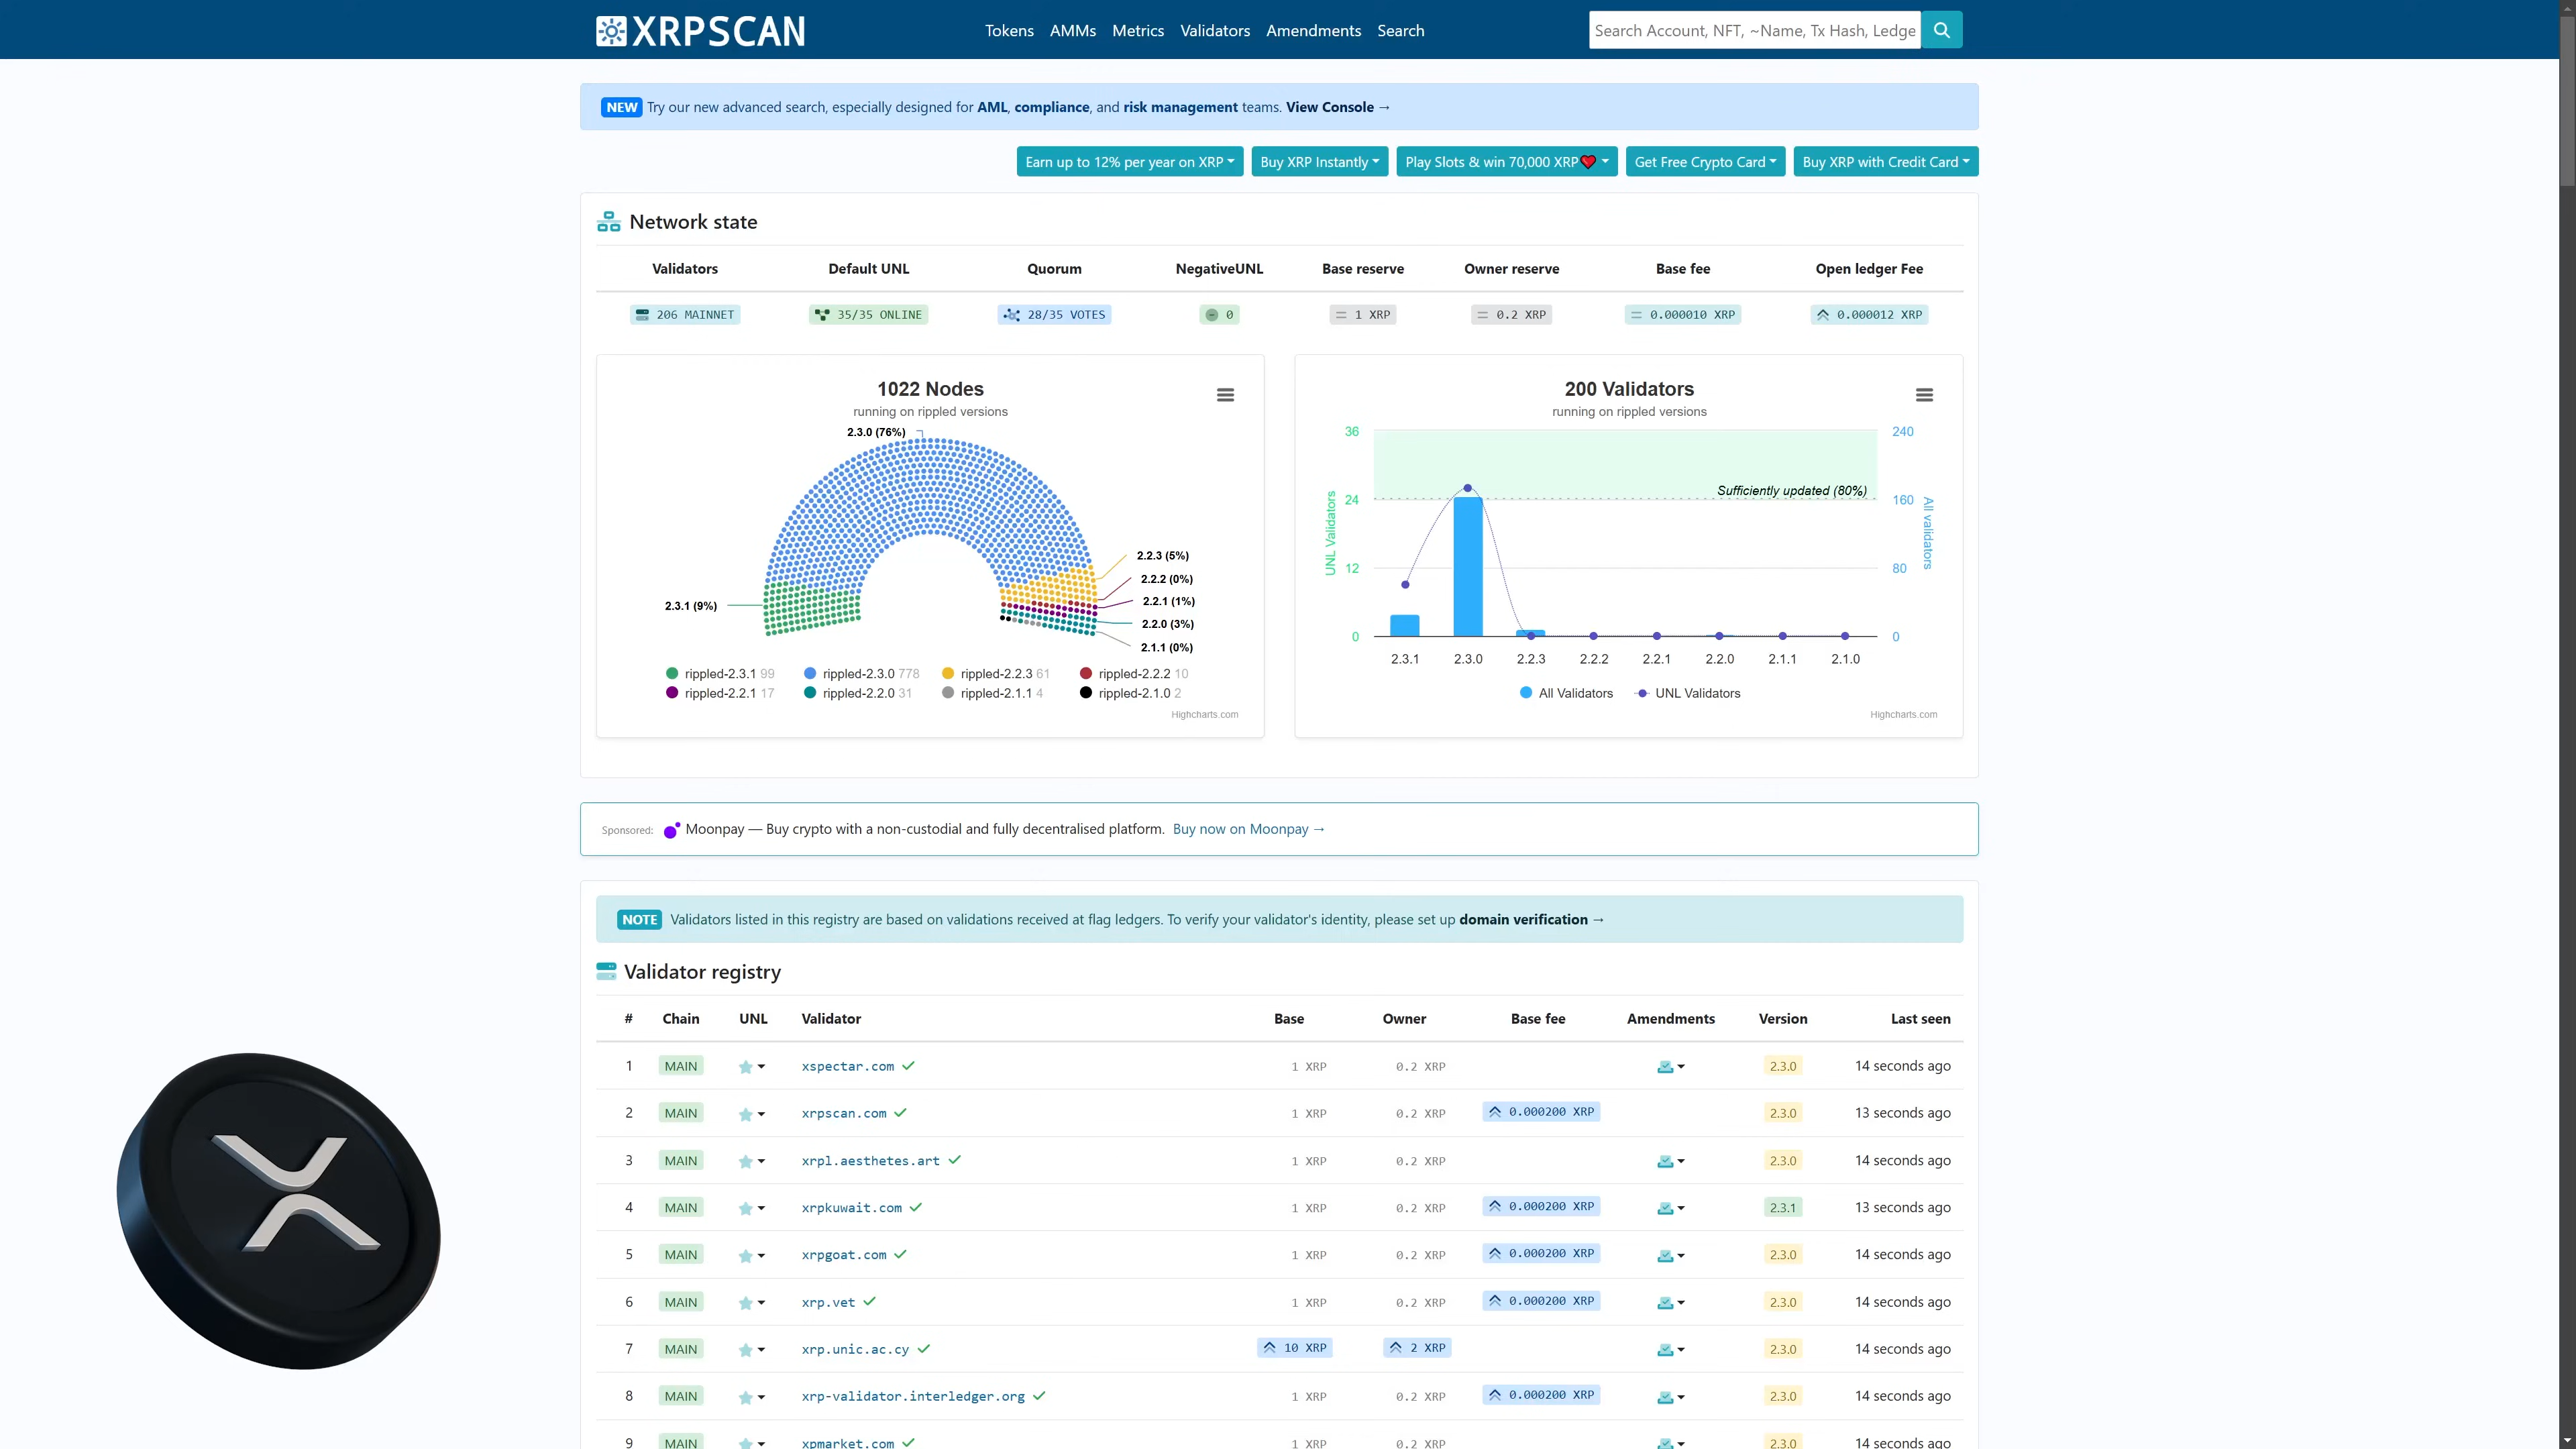 XRPSCAN
Tokens AMMs Metrics Validators Amendments Search
Search Account, NFT, ~Name, Tx Hash, Ledge
NEW Try our new advanced search, especially designed for AML, compliance, and risk management teams. View Console →
Earn up to 12% per year on XRP Buy XRP Instantly Play Slots & win 70,000 XRP Get Free Crypto Card Buy XRP with Credit Card
Network state
Validators Default UNL Quorum NegativeUNL Base reserve Owner reserve Base fee Open ledger Fee
206 MAINNET 35/35 ONLINE 28/35 VOTES 0 1 XRP 0.2 XRP 0.000010 XRP 0.000012 XRP
1022 Nodes
running on rippled versions
2.3.0 (76%)
2.2.3 (5%)
2.2.2 (0%)
2.2.1 (1%)
2.3.1 (9%)
2.2.0 (3%)
2.1.1 (0%)
rippled-2.3.1 99 rippled-2.3.0 778 rippled-2.2.3 61 rippled-2.2.2 10
rippled-2.2.1 17 rippled-2.2.0 31 rippled-2.1.1 4 rippled-2.1.0 2
Highcharts.com
200 Validators
running on rippled versions
36 240
Sufficiently updated (80%)
24 160
UNL Validators
All validators
12 80
0 0
2.3.1 2.3.0 2.2.3 2.2.2 2.2.1 2.2.0 2.1.1 2.1.0
All Validators UNL Validators
Highcharts.com
Sponsored: Moonpay — Buy crypto with a non-custodial and fully decentralised platform. Buy now on Moonpay →
NOTE Validators listed in this registry are based on validations received at flag ledgers. To verify your validator's identity, please set up domain verification →
Validator registry
# Chain UNL Validator Base Owner Base fee Amendments Version Last seen
1 MAIN xspectar.com 1 XRP 0.2 XRP 2.3.0 14 seconds ago
2 MAIN xrpscan.com 1 XRP 0.2 XRP 0.000200 XRP 2.3.0 13 seconds ago
3 MAIN xrpl.aesthetes.art 1 XRP 0.2 XRP 2.3.0 14 seconds ago
4 MAIN xrpkuwait.com 1 XRP 0.2 XRP 0.000200 XRP 2.3.1 13 seconds ago
5 MAIN xrpgoat.com 1 XRP 0.2 XRP 0.000200 XRP 2.3.0 14 seconds ago
6 MAIN xrp.vet 1 XRP 0.2 XRP 0.000200 XRP 2.3.0 14 seconds ago
7 MAIN xrp.unic.ac.cy 10 XRP 2 XRP 2.3.0 14 seconds ago
8 MAIN xrp-validator.interledger.org 1 XRP 0.2 XRP 0.000200 XRP 2.3.0 14 seconds ago
9 MAIN xpmarket.com 1 XRP 0.2 XRP 2.3.0 14 seconds ago